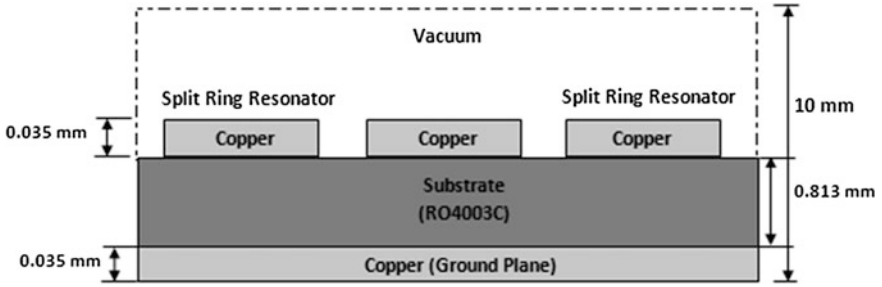 Vacuum
Split Ring Resonator
Split Ring Resonator
10 mm
0.035 mm
Copper
Copper
Copper
Substrate
(RO4003C)
0.813 mm
0.035 mm
Copper (Ground Plane)